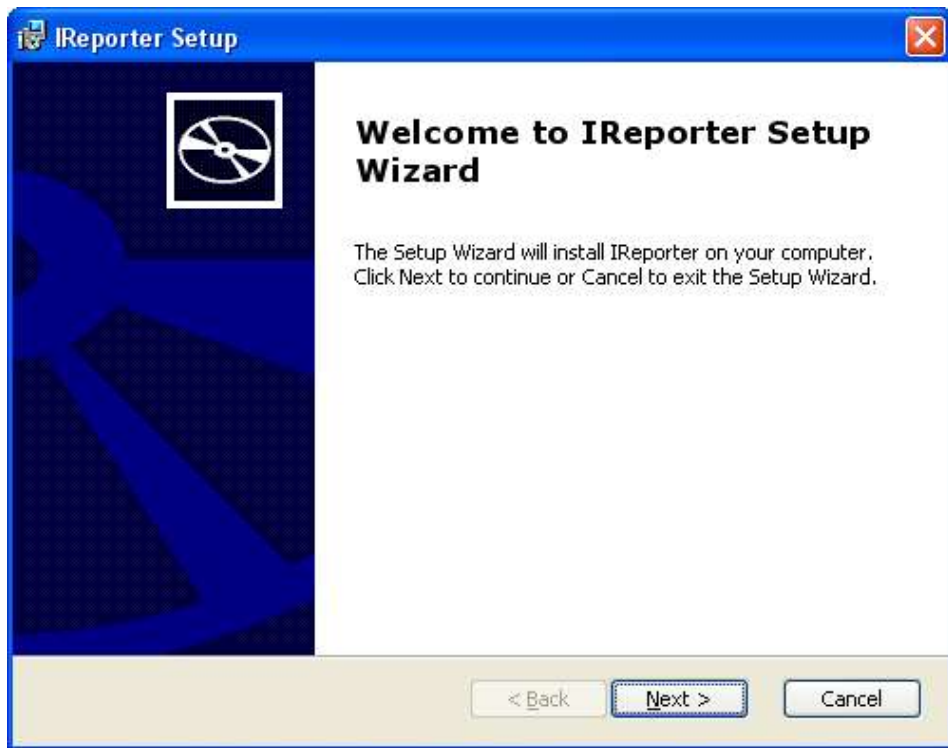 IReporter Setup
Welcome to IReporter Setup
Wizard
The Setup Wizard will install IReporter on your computer.
Click Next to continue or Cancel to exit the Setup Wizard.
< Back
Next >
Cancel